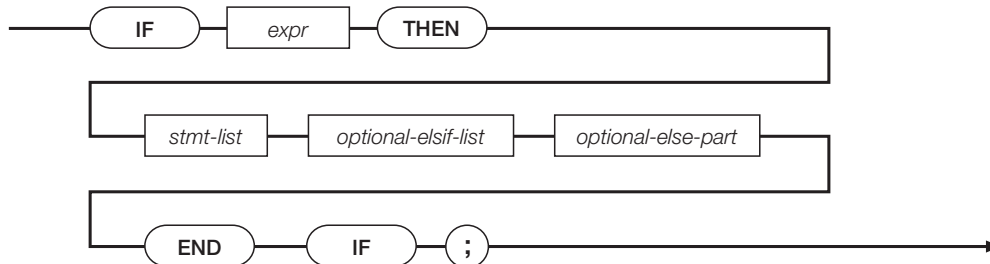 IF expr THEN
stmt-list optional-elsif-list optional-else-part
END IF ;